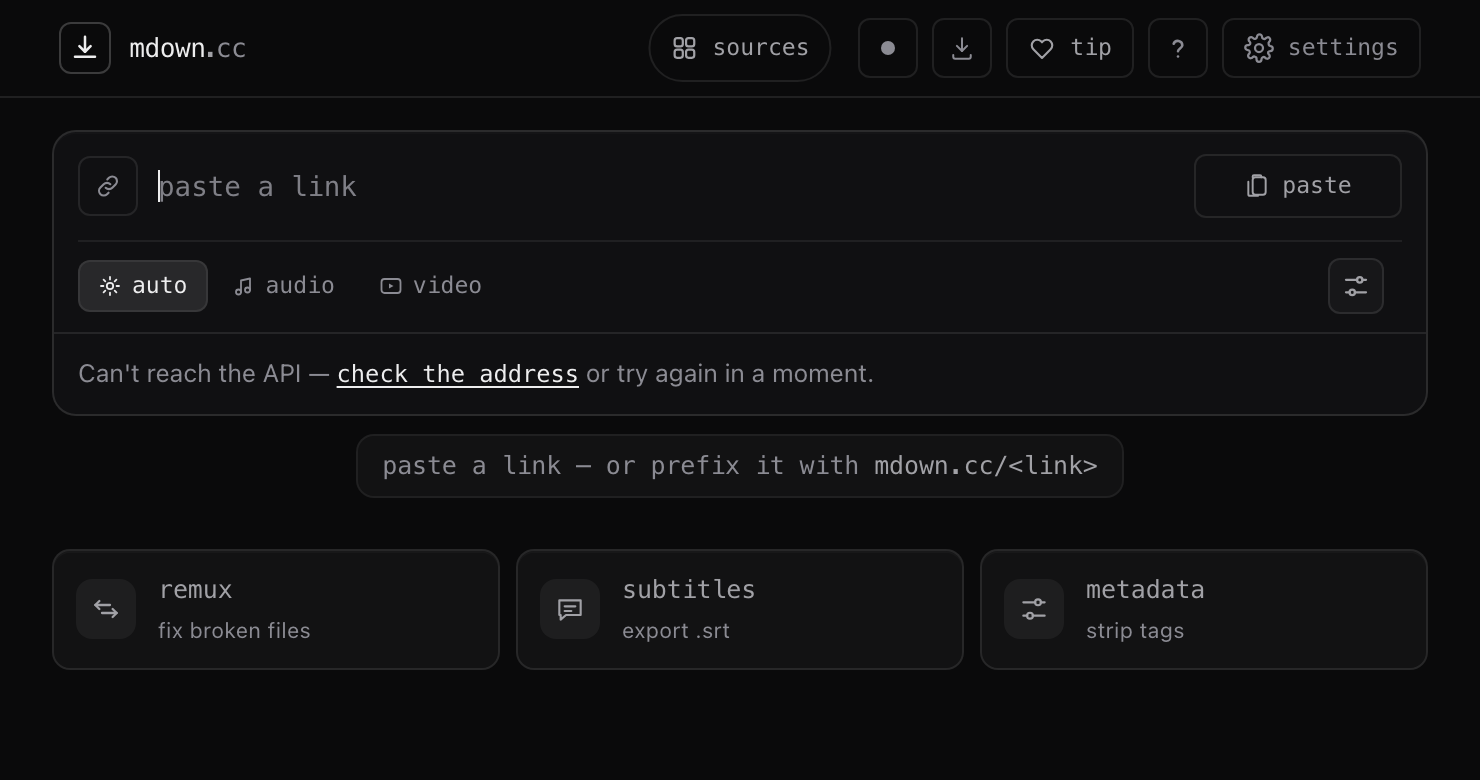 mdown.cc
sources
tip
?
settings
paste a link
paste
auto
audio
video
Can't reach the API — check the address or try again in a moment.
paste a link — or prefix it with mdown.cc/<link>
remux
fix broken files
subtitles
export .srt
metadata
strip tags